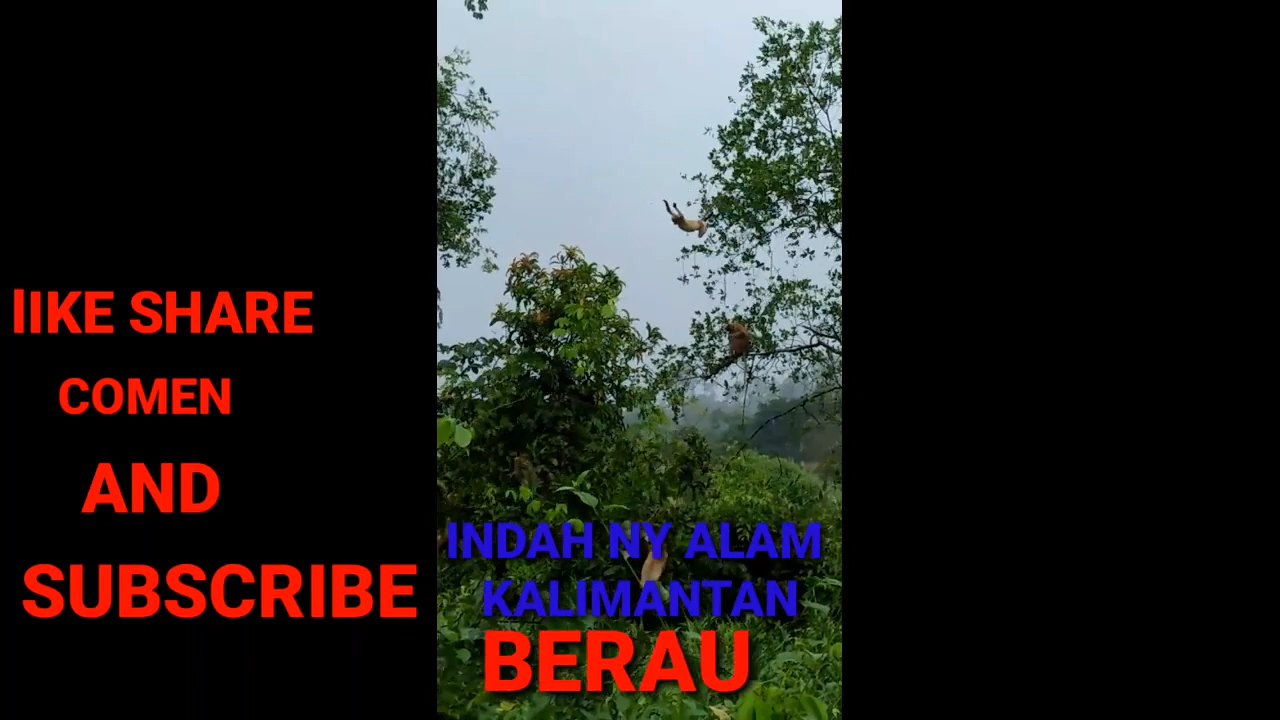 lIKE SHARE
COMEN
AND
SUBSCRIBE
INDAH NY ALAM
KALIMANTAN
BERAU